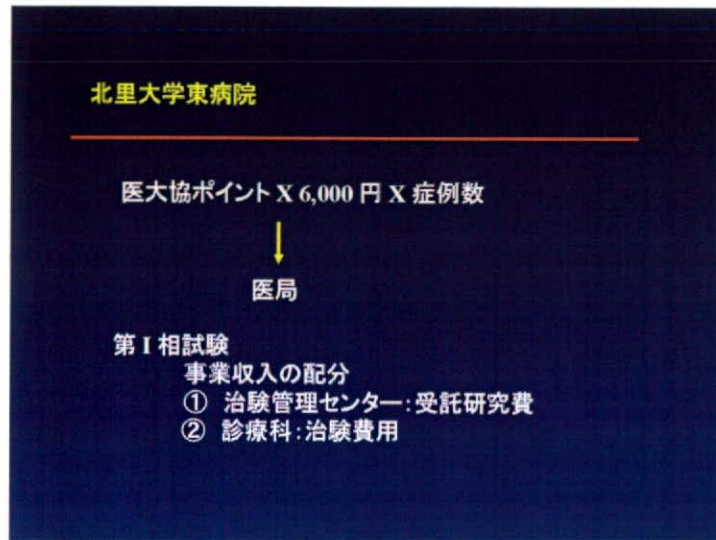 北里大学東病院
医大協ポイント X 6,000 円 X 症例数
医局
第 I 相試験
事業収入の配分
① 治験管理センター：受託研究費
② 診療科：治験費用